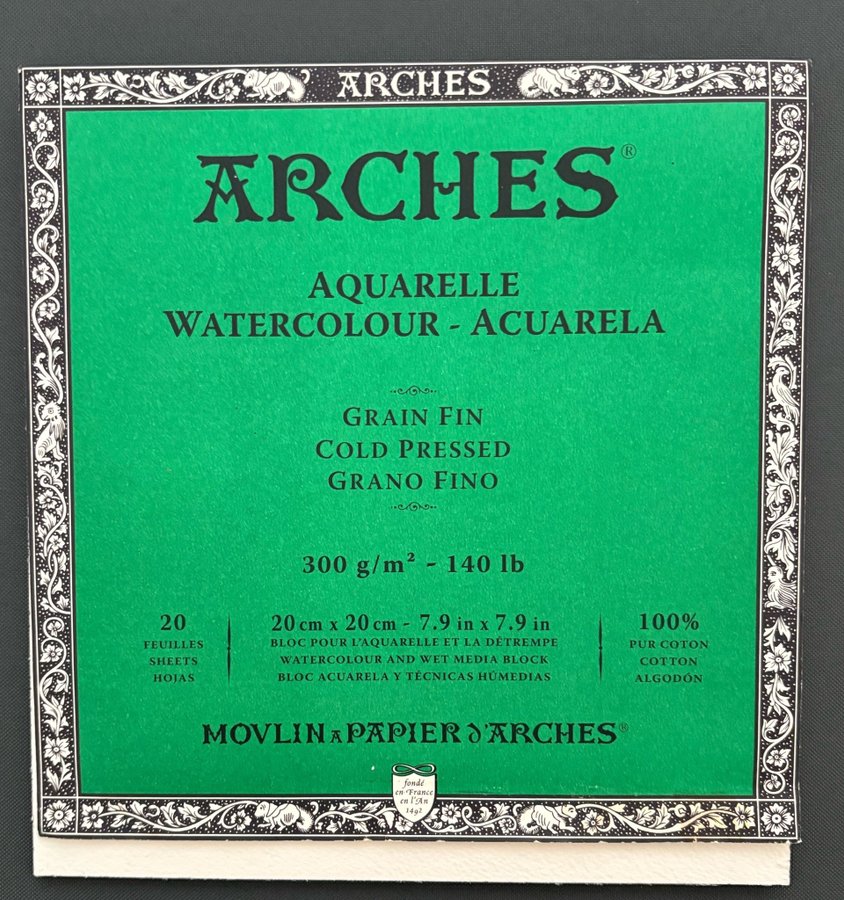 ARCHES
ARCHES®
AQUARELLE
WATERCOLOUR - ACUARELA
GRAIN FIN
COLD PRESSED
GRANO FINO
300 g/m² - 140 lb
20
FEUILLES
SHEETS
HOJAS
20 cm x 20 cm - 7.9 in x 7.9 in
BLOC POUR L'AQUARELLE ET LA DÉTREMPE
WATERCOLOUR AND WET MEDIA BLOCK
BLOC ACUARELA Y TÉCNICAS HÚMEDIAS
100%
PUR COTON
COTTON
ALGODÓN
MOVLIN A PAPIER D'ARCHES®
fondé
en France
en l'An
1492